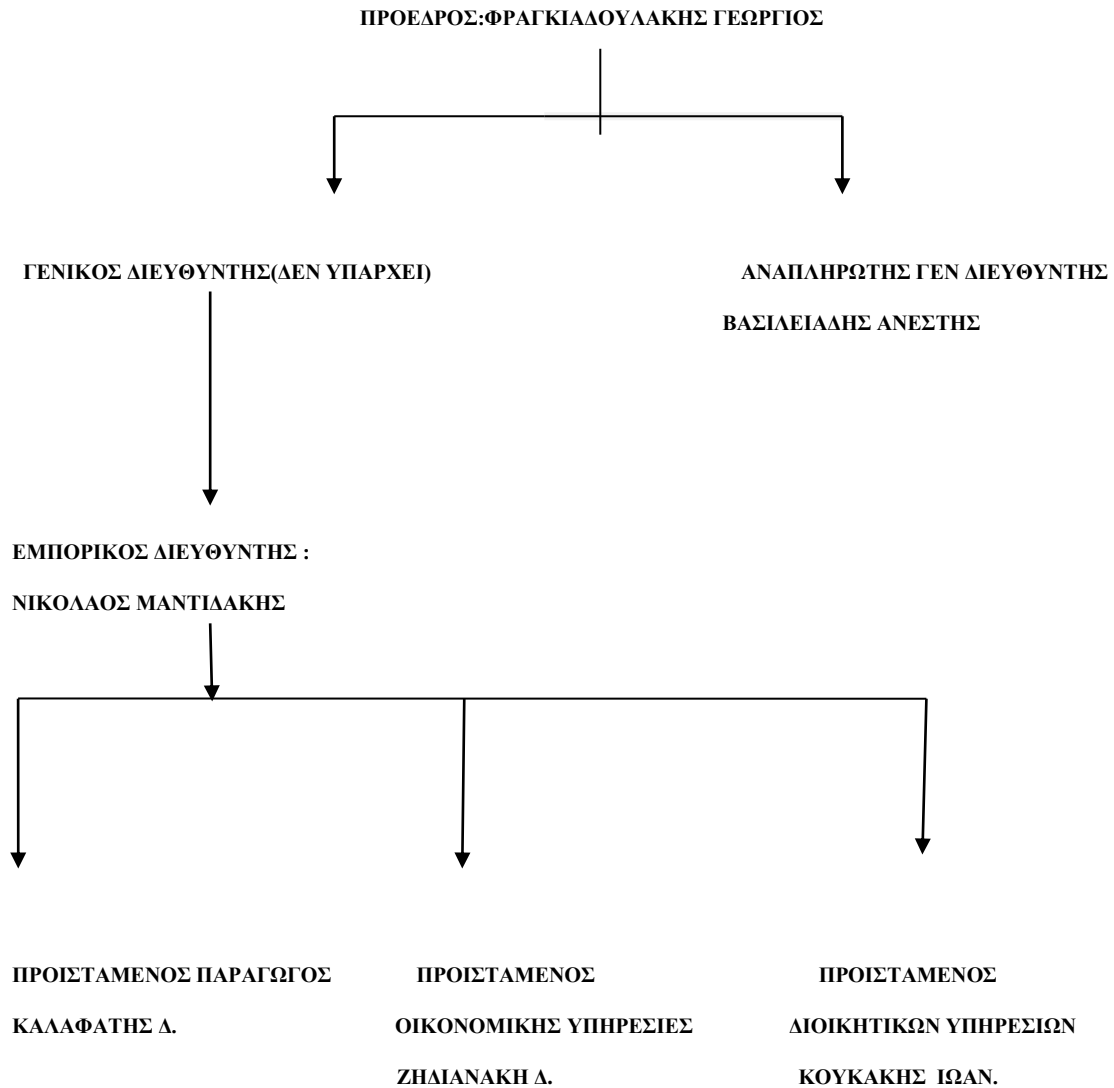 ΠΡΟΕΔΡΟΣ:ΦΡΑΓΚΙΑΔΟΥΛΑΚΗΣ ΓΕΩΡΓΙΟΣ
ΓΕΝΙΚΟΣ ΔΙΕΥΘΥΝΤΗΣ(ΔΕΝ ΥΠΑΡΧΕΙ)
ΑΝΑΠΛΗΡΩΤΗΣ ΓΕΝ ΔΙΕΥΘΥΝΤΗΣ
ΒΑΣΙΛΕΙΑΔΗΣ ΑΝΕΣΤΗΣ
ΕΜΠΟΡΙΚΟΣ ΔΙΕΥΘΥΝΤΗΣ :
ΝΙΚΟΛΑΟΣ ΜΑΝΤΙΔΑΚΗΣ
ΠΡΟΙΣΤΑΜΕΝΟΣ ΠΑΡΑΓΩΓΟΣ
ΚΑΛΑΦΑΤΗΣ Δ.
ΠΡΟΙΣΤΑΜΕΝΟΣ
ΟΙΚΟΝΟΜΙΚΗΣ ΥΠΗΡΕΣΙΕΣ
ΖΗΔΙΑΝΑΚΗ Δ.
ΠΡΟΙΣΤΑΜΕΝΟΣ
ΔΙΟΙΚΗΤΙΚΩΝ ΥΠΗΡΕΣΙΩΝ
ΚΟΥΚΑΚΗΣ ΙΩΑΝ.